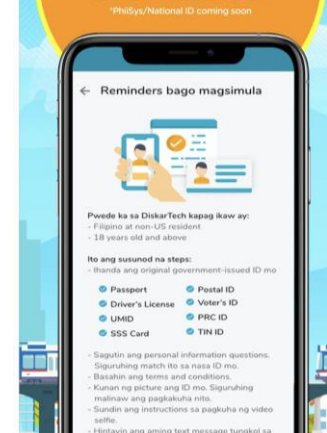 *PhilSys/National ID coming soon
← Reminders bago magsimula
Pwede ka sa DiskarTech kapag ikaw ay:
- Filipino at non-US resident
- 18 years old and above
Ito ang susunod na steps:
- Ihanda ang original government-issued ID mo
Passport
Postal ID
Driver's License
Voter's ID
UMID
PRC ID
SSS Card
TIN ID
- Sagutin ang personal information questions.
Siguruhing match ito sa nasa ID mo.
- Basahin ang terms and conditions.
- Kunan ng picture ang ID mo. Siguruhing
malinaw ang pagkakuha nito.
- Sundin ang instructions sa pagkuha ng video
selfie.
- Hintayin ang aming text message tungkol sa